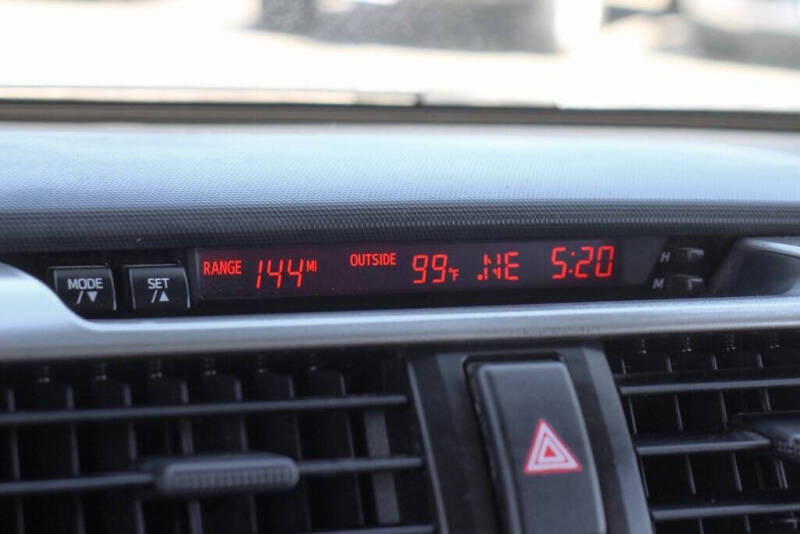 MODE
/▼
SET
/▲
RANGE 144 MI OUTSIDE 99°F .NE 5:20
H
M